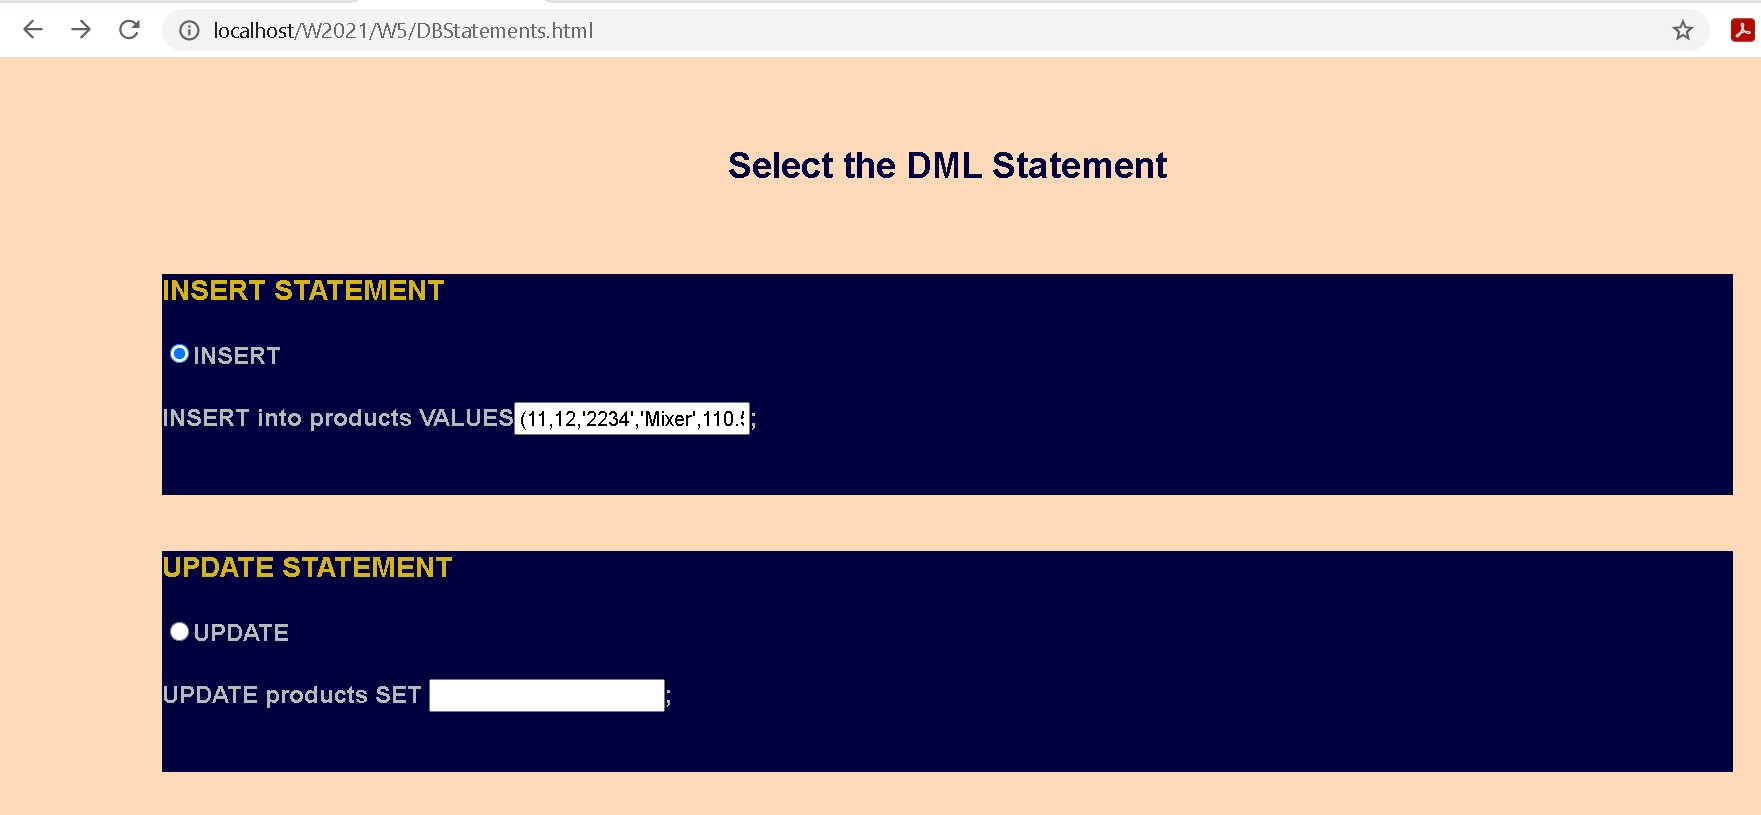 localhost/W2021/W5/DBStatements.html
Select the DML Statement
INSERT STATEMENT
INSERT
INSERT into products VALUES(11,12,'2234','Mixer',110.;
UPDATE STATEMENT
UPDATE
UPDATE products SET ;